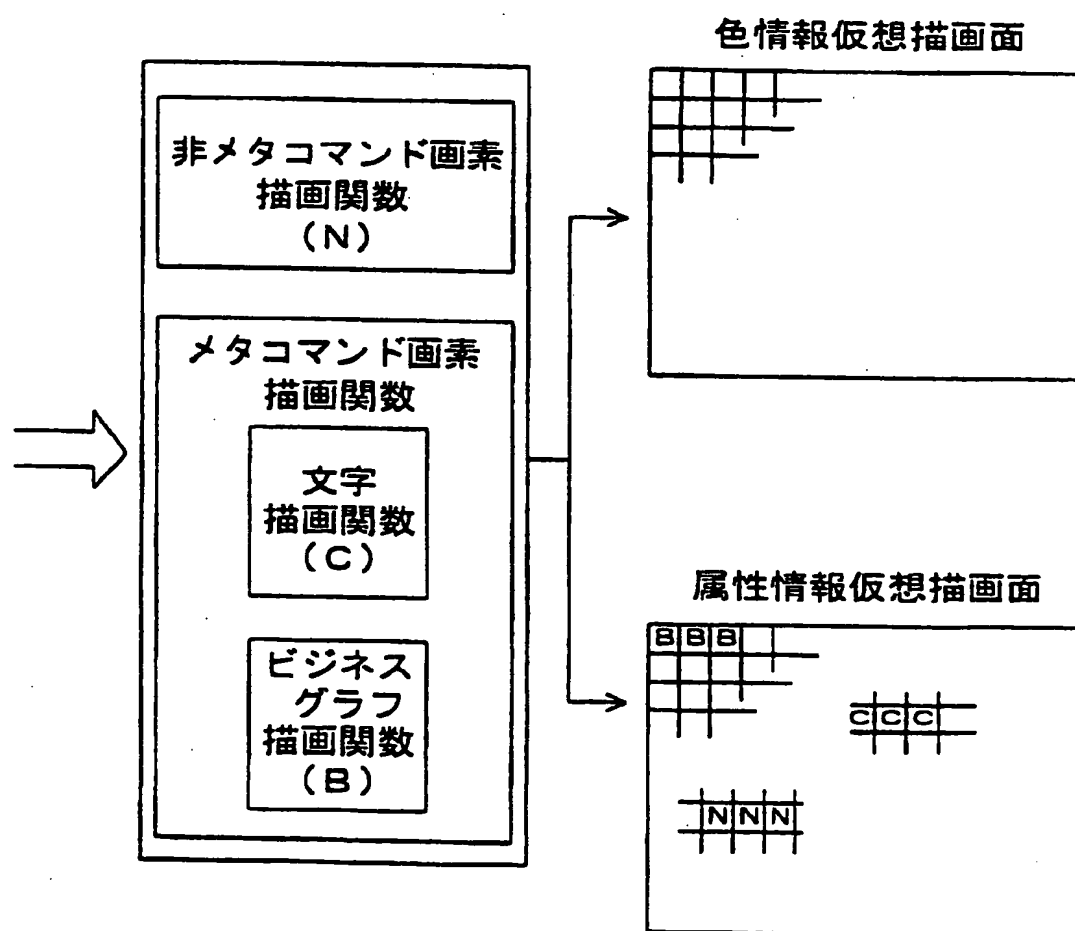 色情報仮想描画面
非メタコマンド画素
描画関数
(N)
メタコマンド画素
描画関数
文字
描画関数
(C)
ビジネス
グラフ
描画関数
(B)
属性情報仮想描画面
B B B
C C C
N N N